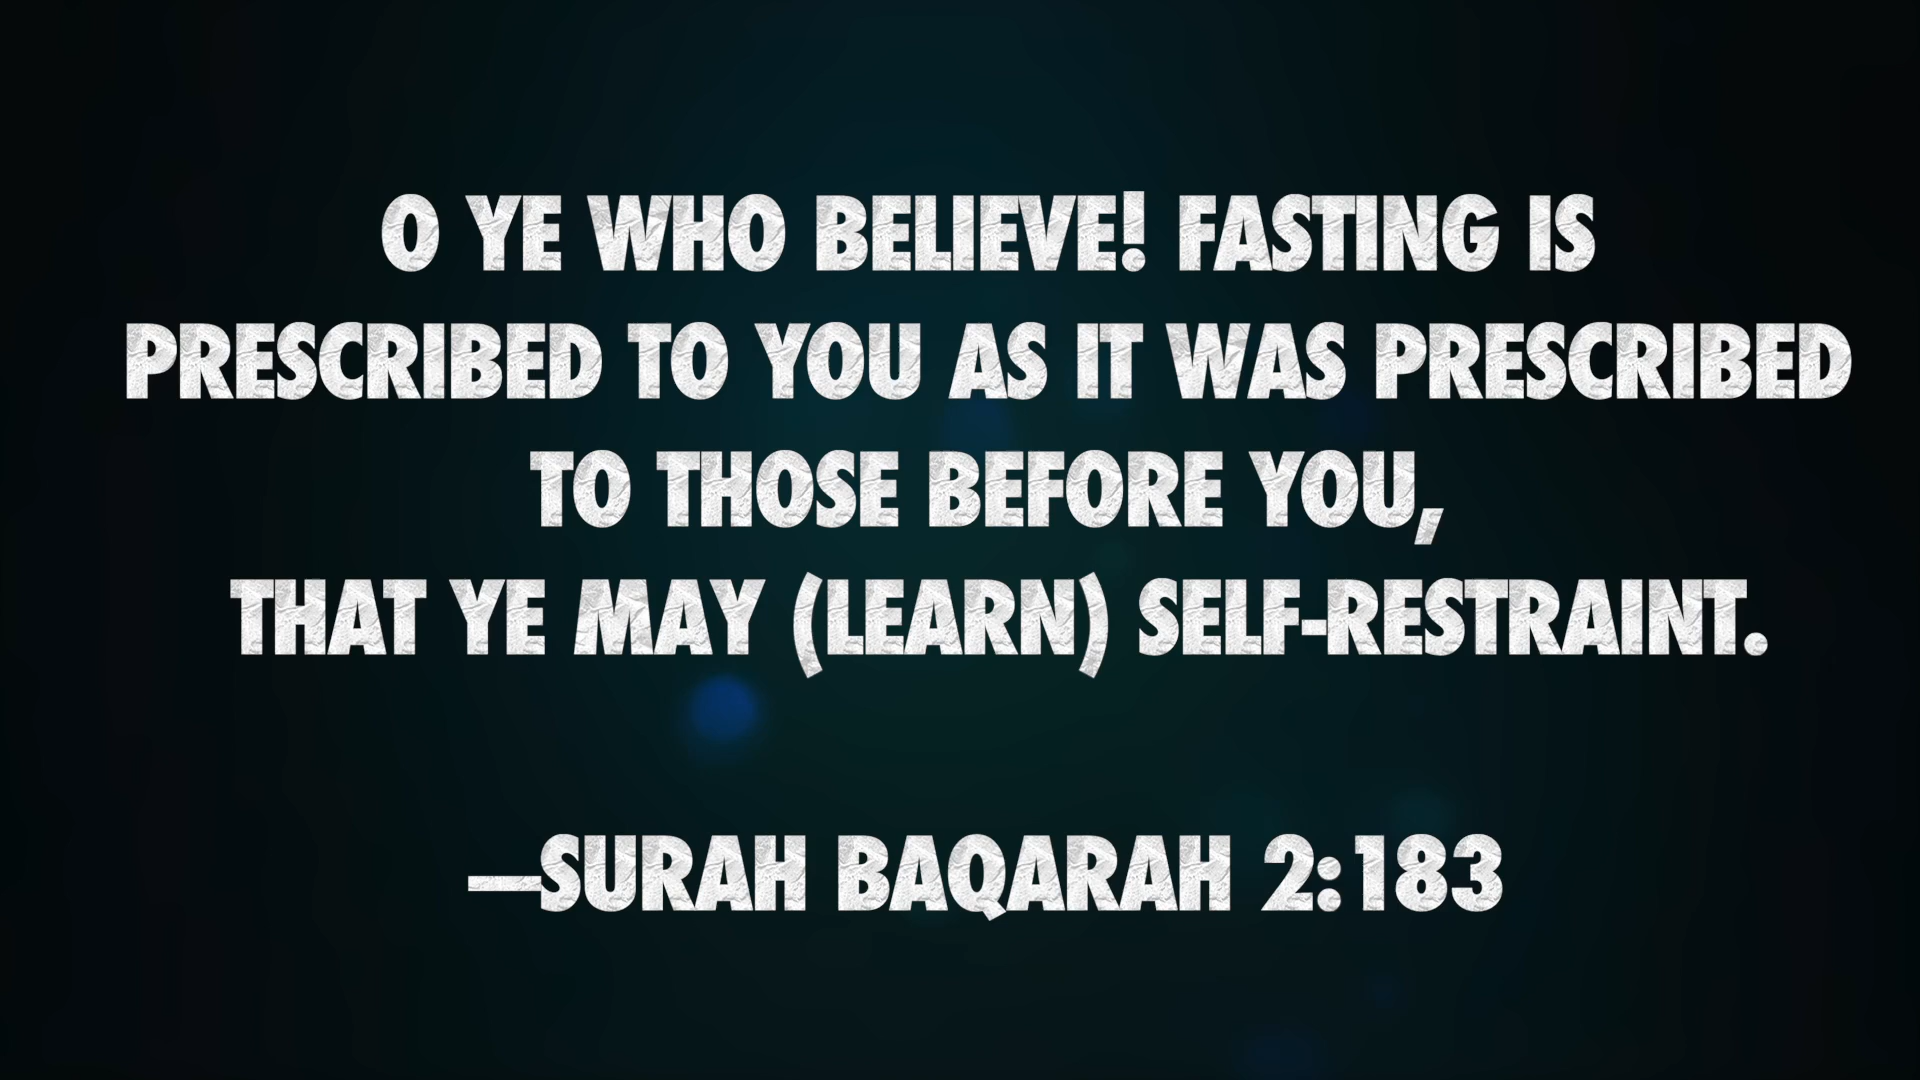 O YE WHO BELIEVE! FASTING IS
PRESCRIBED TO YOU AS IT WAS PRESCRIBED
TO THOSE BEFORE YOU,
THAT YE MAY (LEARN) SELF-RESTRAINT.
—SURAH BAQARAH 2:183